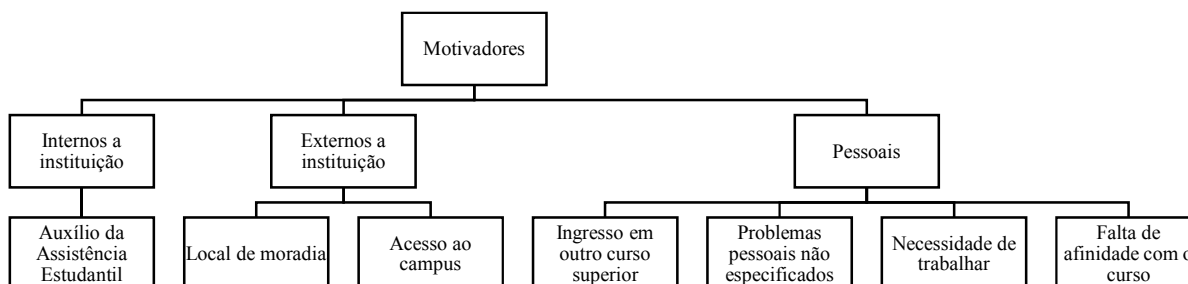 Motivadores
Internos a
instituição
Externos a
instituição
Pessoais
Auxílio da
Assistência
Estudantil
Local de moradia
Acesso ao
campus
Ingresso em
outro curso
superior
Problemas
pessoais não
especificados
Necessidade de
trabalhar
Falta de
afinidade com o
curso